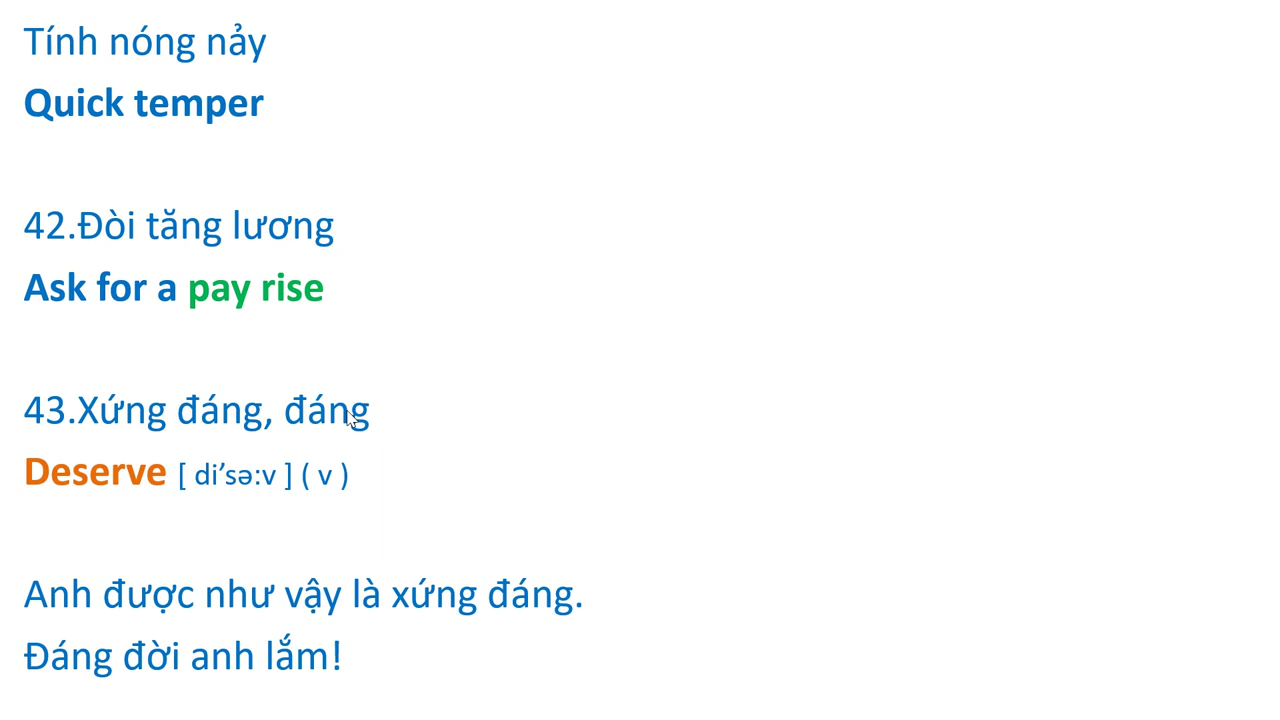 Tính nóng nảy
Quick temper
42.Đòi tăng lương
Ask for a pay rise
43.Xứng đáng, đáng
Deserve [ di’sə:v ] ( v )
Anh được như vậy là xứng đáng.
Đáng đời anh lắm!